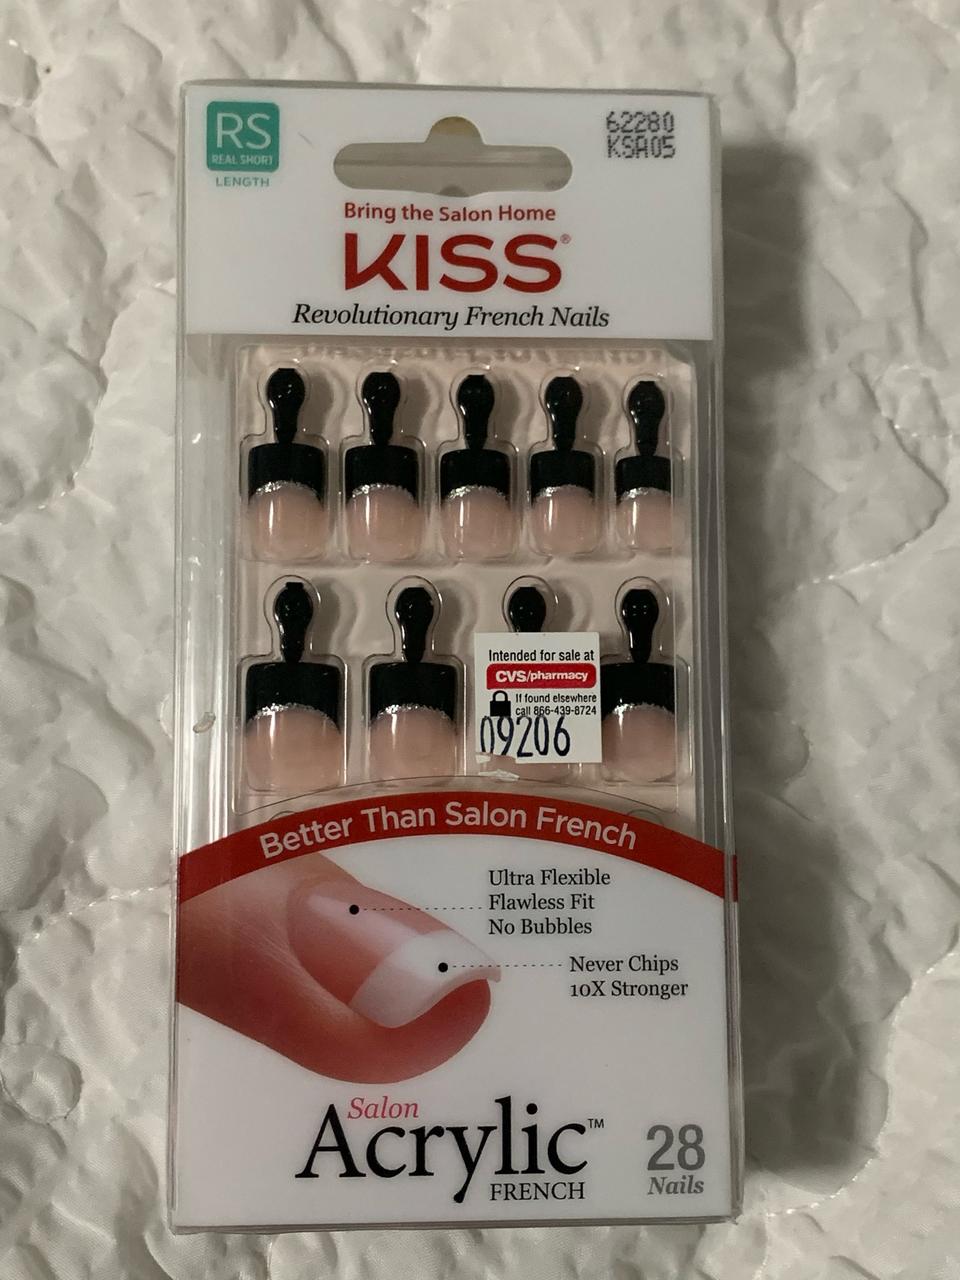 RS
REAL SHORT
LENGTH
62280
KSA05
Bring the Salon Home
KISS®
Revolutionary French Nails
Intended for sale at
CVS/pharmacy
If found elsewhere
call 866-439-8724
09206
Better Than Salon French
Ultra Flexible
Flawless Fit
No Bubbles
Never Chips
10X Stronger
Salon
Acrylic™
FRENCH
28
Nails